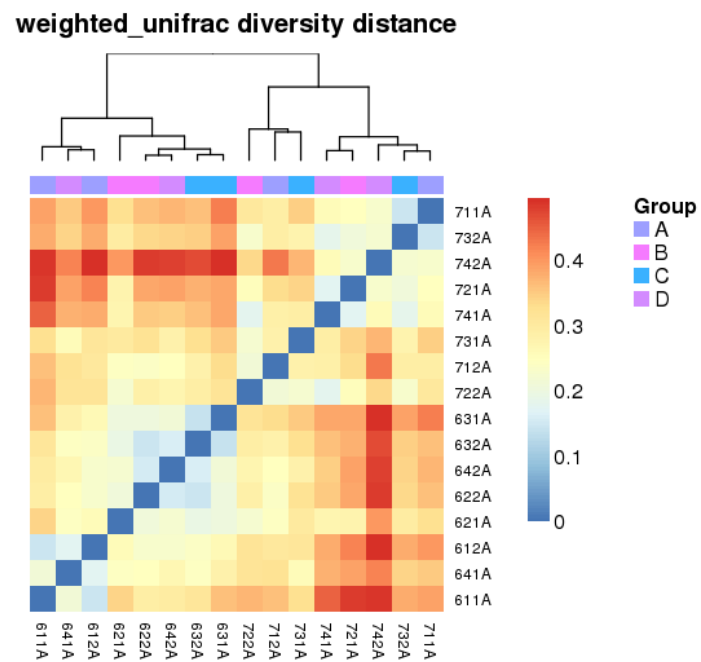 weighted_unifrac diversity distance
Group
A
B
C
D
0.4
0.3
0.2
0.1
0
711A
732A
742A
721A
741A
731A
712A
722A
631A
632A
642A
622A
621A
612A
641A
611A
611A
641A
612A
621A
622A
642A
632A
631A
722A
712A
731A
741A
721A
742A
732A
711A